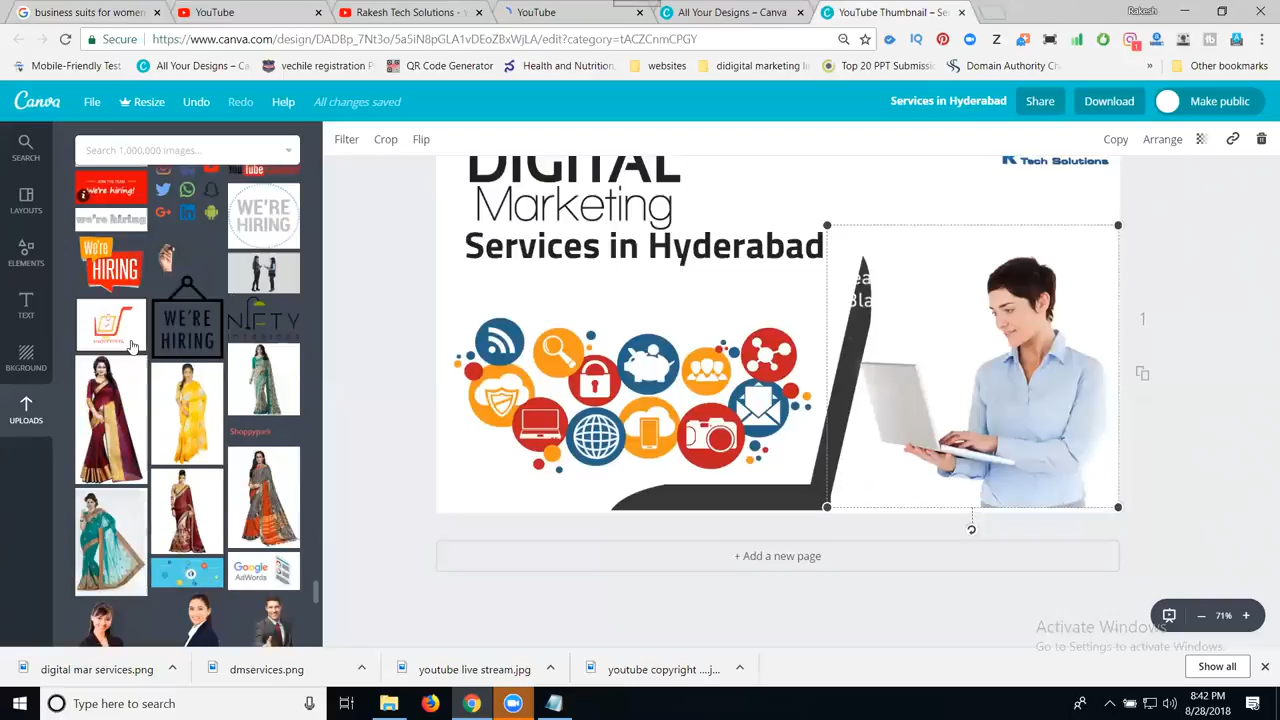 business suits for women
YouTube
Rakesh Tech Solutions -
YouTube
All Your Designs – Canva
YouTube Thumbnail – Se
Rakesh
Secure
https://www.canva.com/design/DADBp_7Nt3o/5a5iN8pGLA1vDEoZBxWjLA/edit?category=tACZCnmCPGY
Mobile-Friendly Test
All Your Designs – Ca
vechile registration P
QR Code Generator
Health and Nutrition
websites
didigital marketing
Top 20 PPT Submiss
Domain Authority Ch
Other bookmarks
Canva
File
Resize
Undo
Redo
Help
All changes saved
Services in Hyderabad
Share
Download
Make public
SEARCH
LAYOUTS
ELEMENTS
TEXT
BKGROUND
UPLOADS
Search 1,000,000 images...
We're hiring!
we're hiring
We're
HIRING
WE'RE
HIRING
WE'RE
HIRING
NIFTY
Shoppypark
Google
AdWords
Filter
Crop
Flip
Copy
Arrange
DIGITAL
Marketing
Services in Hyderabad
Tech Solutions
1
+ Add a new page
71%
Activate Windows
Go to Settings to activate Windows.
digital mar services.png
dmservices.png
youtube live stream.jpg
youtube copyright ....j...
Show all
Type here to search
8:42 PM
8/28/2018